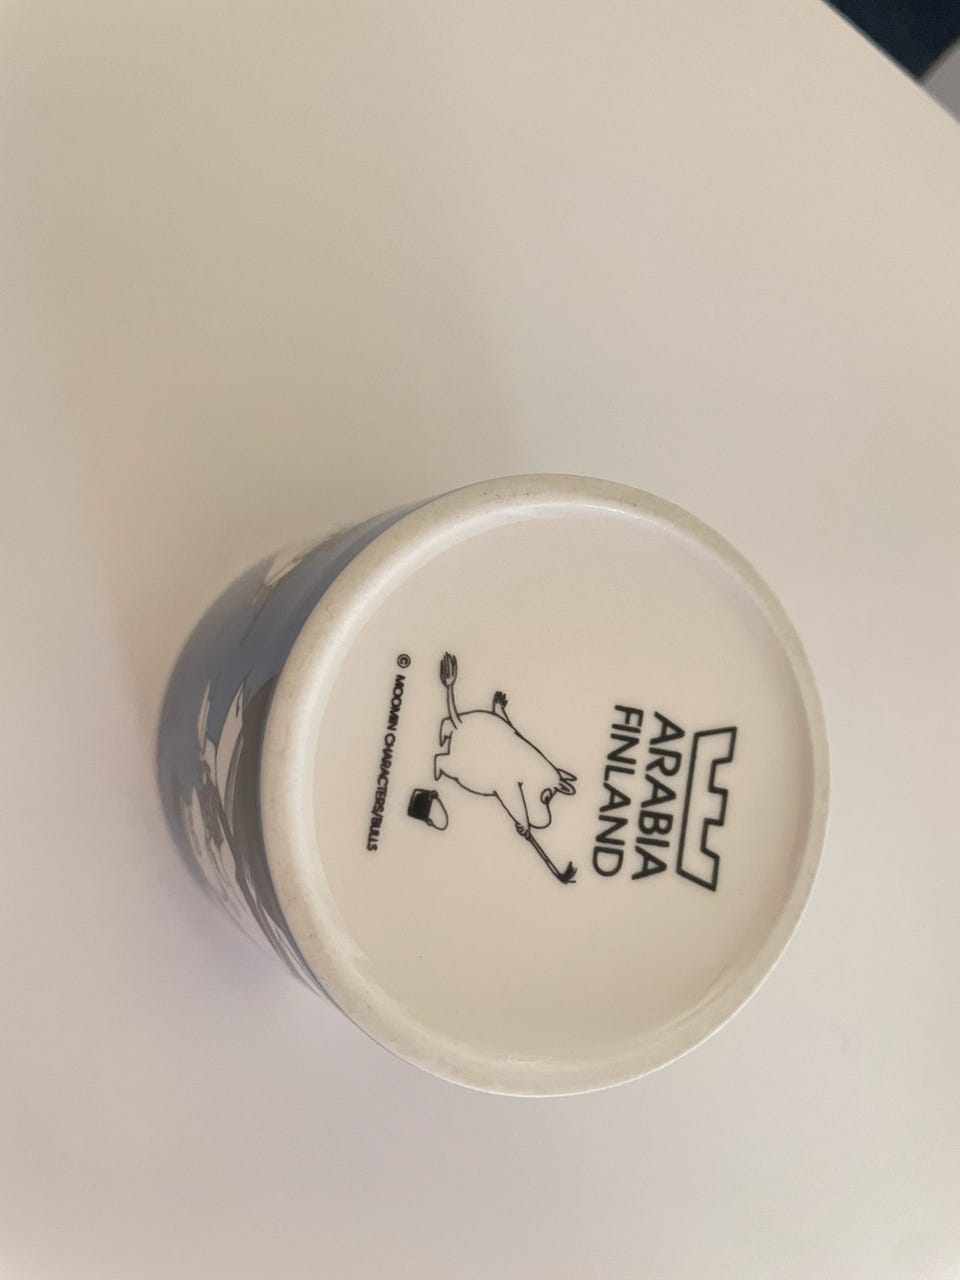 ARABIA
FINLAND
© MOOMIN CHARACTERS/BULLS